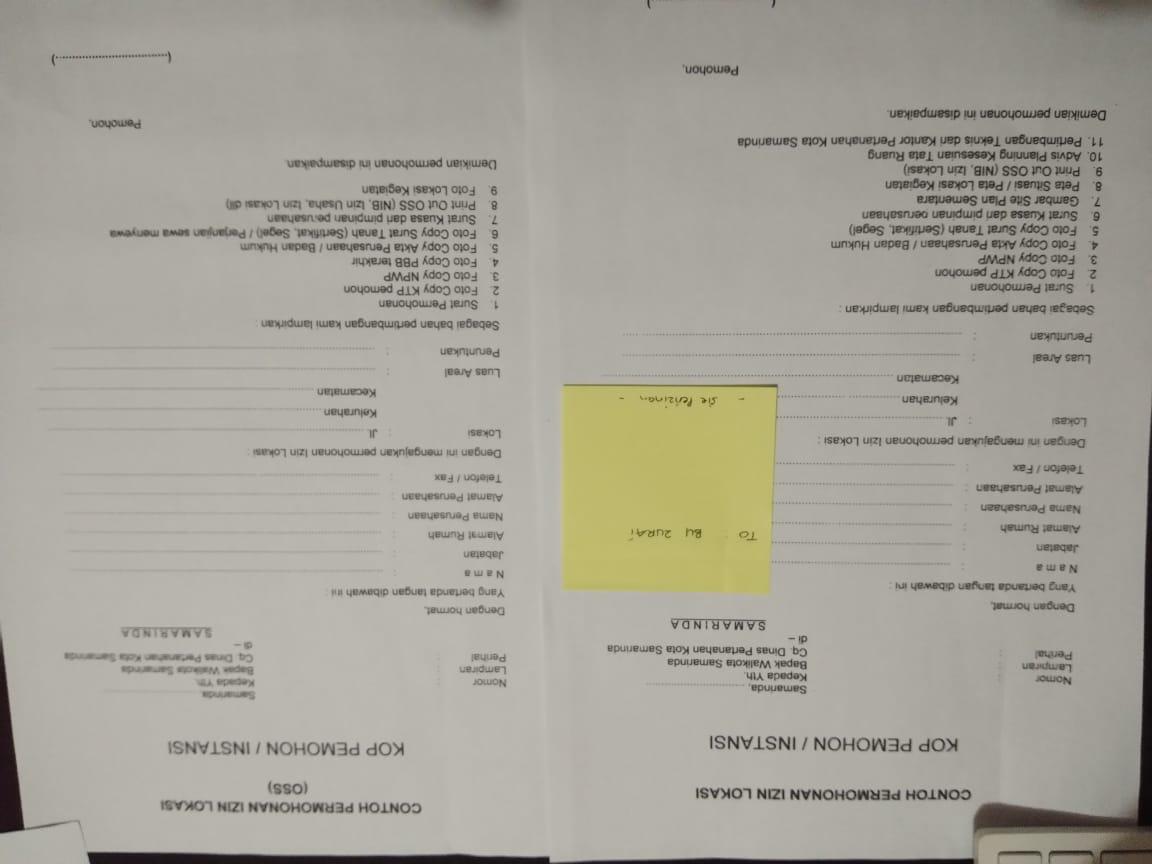 CONTOH PERMOHONAN IZIN LOKASI
KOP PEMOHON / INSTANSI
Samarinda, ..............................
Nomor :
Lampiran :
Perihal :
Kepada Yth.
Bapak Walikota Samarinda
Cq. Dinas Pertanahan Kota Samarinda
di –
SAMARINDA
Dengan hormat,
Yang bertanda tangan dibawah ini :
N a m a :
Jabatan :
Alamat Rumah :
Nama Perusahaan :
Alamat Perusahaan :
Telefon / Fax :
Dengan ini mengajukan permohonan Izin Lokasi :
Lokasi : Jl.
Kelurahan
Kecamatan
Luas Areal :
Peruntukan :
TO : BU ZURAI
- sie Perizinan -
Sebagai bahan pertimbangan kami lampirkan :
1. Surat Permohonan
2. Foto Copy KTP pemohon
3. Foto Copy NPWP
4. Foto Copy Akta Perusahaan / Badan Hukum
5. Foto Copy Surat Tanah (Sertifikat, Segel)
6. Surat Kuasa dari pimpinan perusahaan
7. Gambar Site Plan Sementara
8. Peta Situasi / Peta Lokasi Kegiatan
9. Print Out OSS (NIB, Izin Lokasi)
10. Advis Planning Kesesuian Tata Ruang
11. Pertimbangan Teknis dari Kantor Pertanahan Kota Samarinda
Demikian permohonan ini disampaikan.
Pemohon,
CONTOH PERMOHONAN IZIN LOKASI
(OSS)
KOP PEMOHON / INSTANSI
Samarinda, ..............................
Nomor :
Lampiran :
Perihal :
Kepada Yth.
Bapak Walikota Samarinda
Cq. Dinas Pertanahan Kota Samarinda
di –
SAMARINDA
Dengan hormat,
Yang bertanda tangan dibawah ini :
N a m a :
Jabatan :
Alamat Rumah :
Nama Perusahaan :
Alamat Perusahaan :
Telefon / Fax :
Dengan ini mengajukan permohonan Izin Lokasi :
Lokasi : Jl.
Kelurahan
Kecamatan
Luas Areal :
Peruntukan :
Sebagai bahan pertimbangan kami lampirkan :
1. Surat Permohonan
2. Foto Copy KTP pemohon
3. Foto Copy NPWP
4. Foto Copy PBB terakhir
5. Foto Copy Akta Perusahaan / Badan Hukum
6. Foto Copy Surat Tanah (Sertifikat, Segel) / Perjanjian sewa menyewa
7. Surat Kuasa dari pimpinan perusahaan
8. Print Out OSS (NIB, Izin Usaha, Izin Lokasi dll)
9. Foto Lokasi Kegiatan
Demikian permohonan ini disampaikan.
Pemohon,
(..................................)